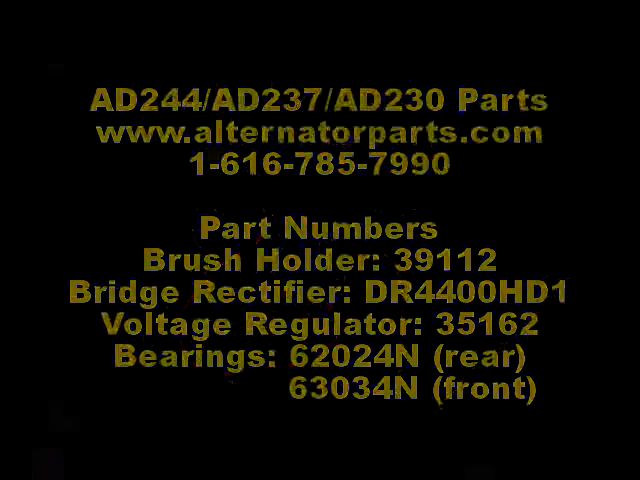 AD244/AD237/AD230 Parts
www.alternatorparts.com
1-616-785-7990
Part Numbers
Brush Holder: 39112
Bridge Rectifier: DR4400HD1
Voltage Regulator: 35162
Bearings: 62024N (rear)
63034N (front)